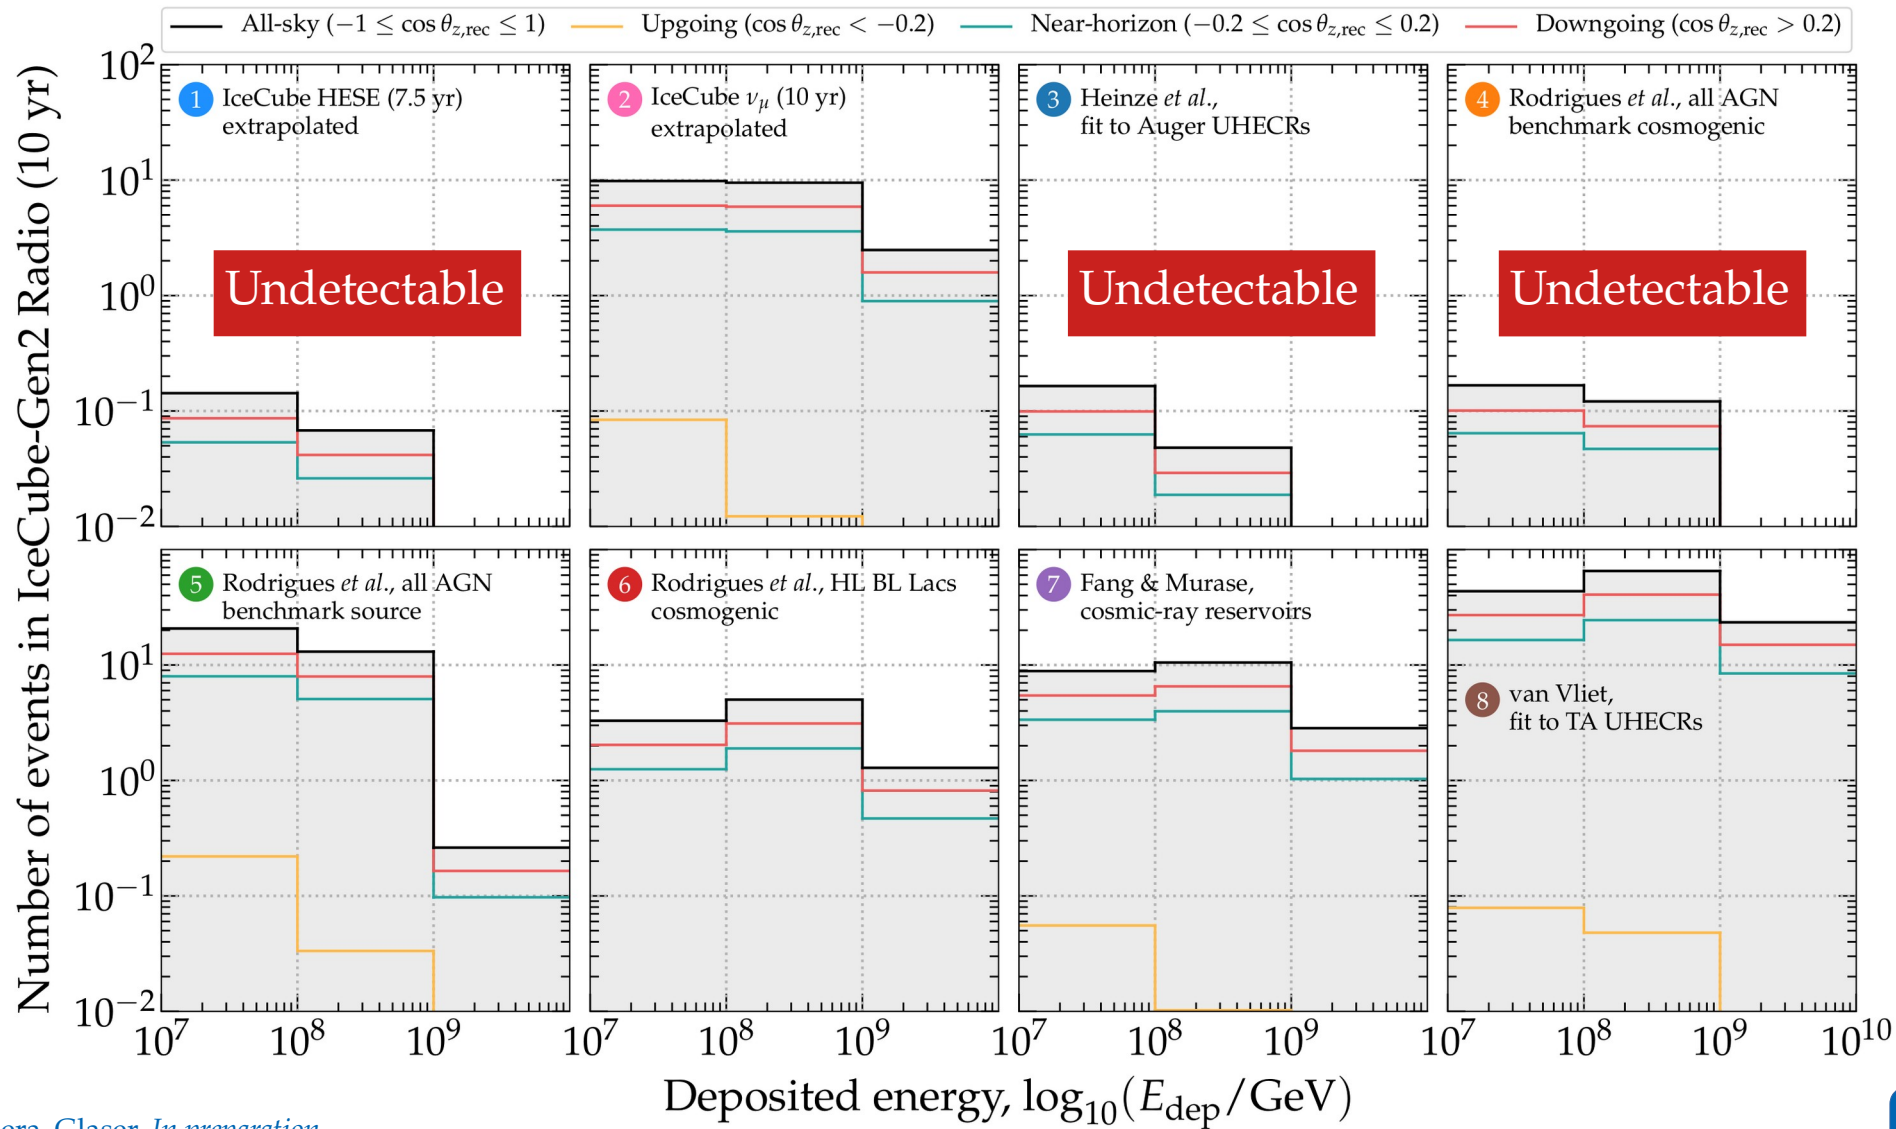 All-sky (−1 ≤ cos θz,rec ≤ 1) Upgoing (cos θz,rec < −0.2) Near-horizon (−0.2 ≤ cos θz,rec ≤ 0.2) Downgoing (cos θz,rec > 0.2)
Number of events in IceCube-Gen2 Radio (10 yr)
10² 10¹ 10⁰ 10⁻¹ 10⁻²
1 IceCube HESE (7.5 yr)
extrapolated
Undetectable
2 IceCube νμ (10 yr)
extrapolated
3 Heinze et al.,
fit to Auger UHECRs
Undetectable
4 Rodrigues et al., all AGN
benchmark cosmogenic
Undetectable
10¹ 10⁰ 10⁻¹ 10⁻²
5 Rodrigues et al., all AGN
benchmark source
6 Rodrigues et al., HL BL Lacs
cosmogenic
7 Fang & Murase,
cosmic-ray reservoirs
8 van Vliet,
fit to TA UHECRs
10⁷ 10⁸ 10⁹ 10⁷ 10⁸ 10⁹ 10⁷ 10⁸ 10⁹ 10⁷ 10⁸ 10⁹ 10¹⁰
Deposited energy, log₁₀(Edep/GeV)
Glaser, In preparation